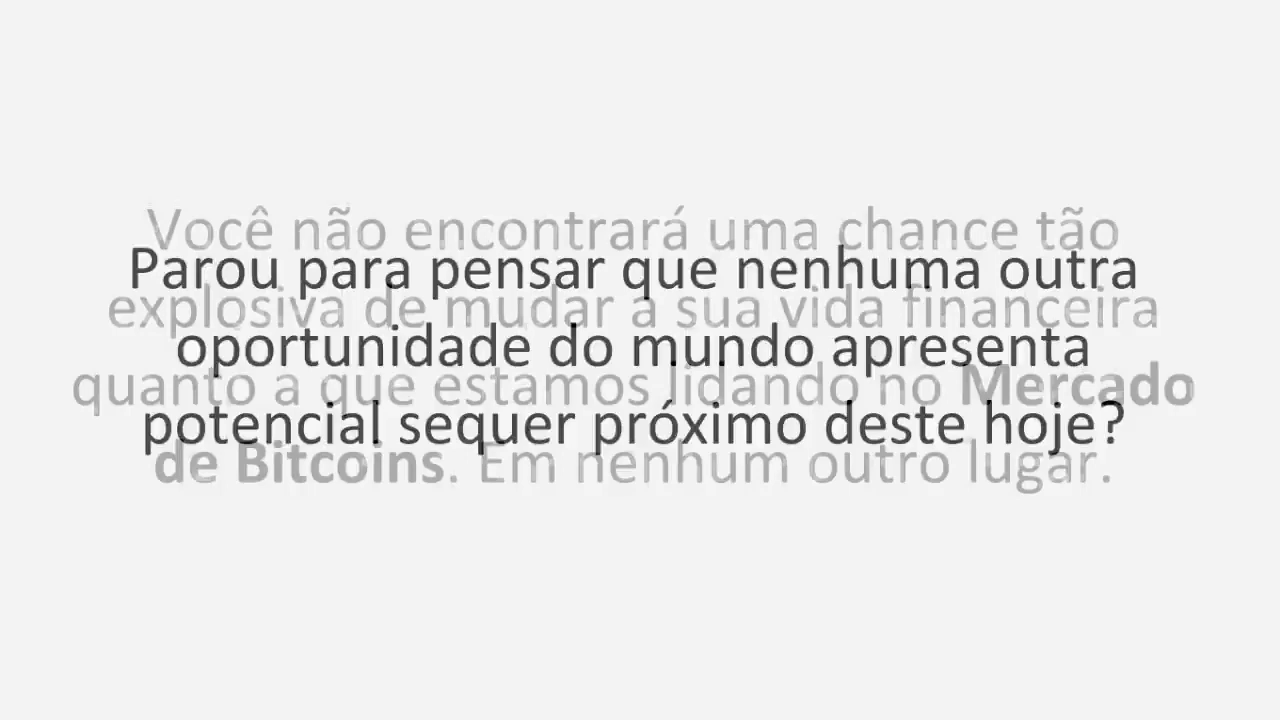 Você não encontrará uma chance tão
explosiva de mudar a sua vida financeira
quanto a que estamos lidando no Mercado
de Bitcoins. Em nenhum outro lugar.
Parou para pensar que nenhuma outra
oportunidade do mundo apresenta
potencial sequer próximo deste hoje?